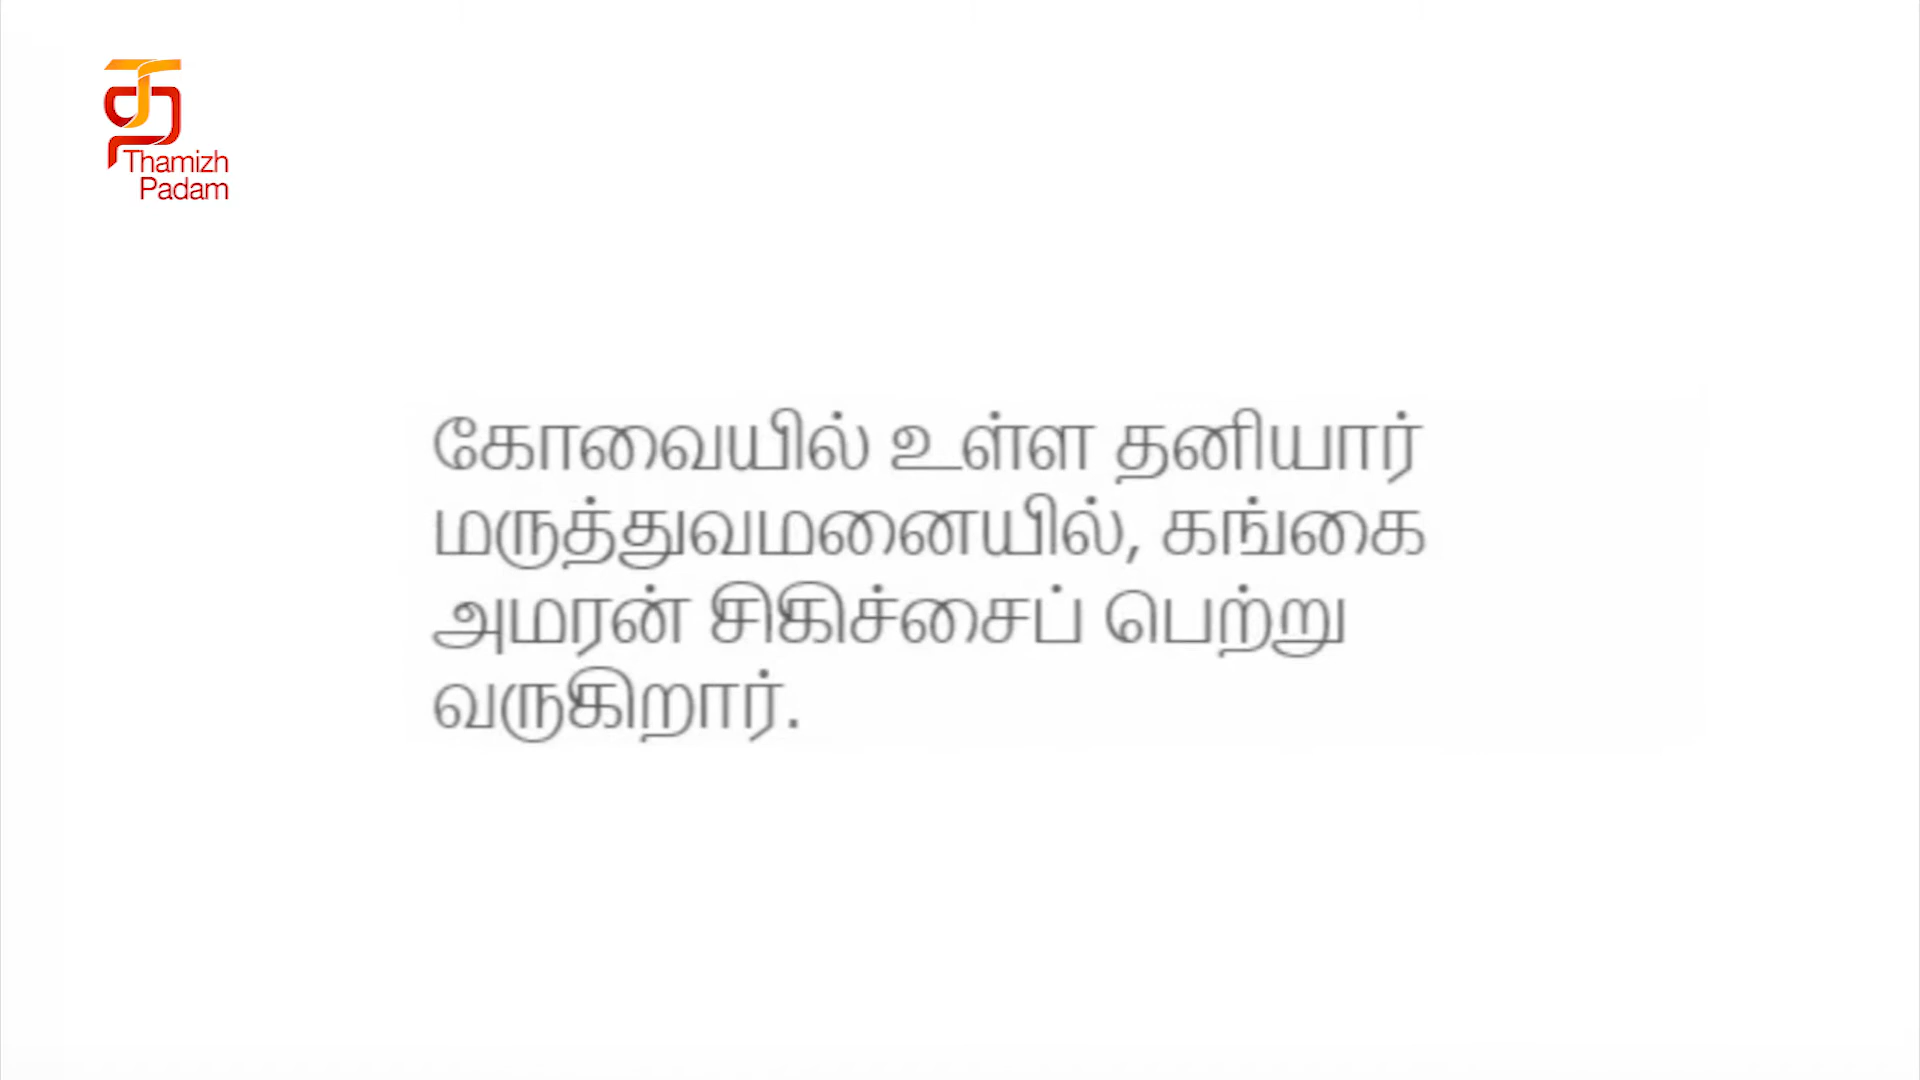 Thamizh
Padam
கோவையில் உள்ள தனியார்
மருத்துவமனையில், கங்கை
அமரன் சிகிச்சைப் பெற்று
வருகிறார்.